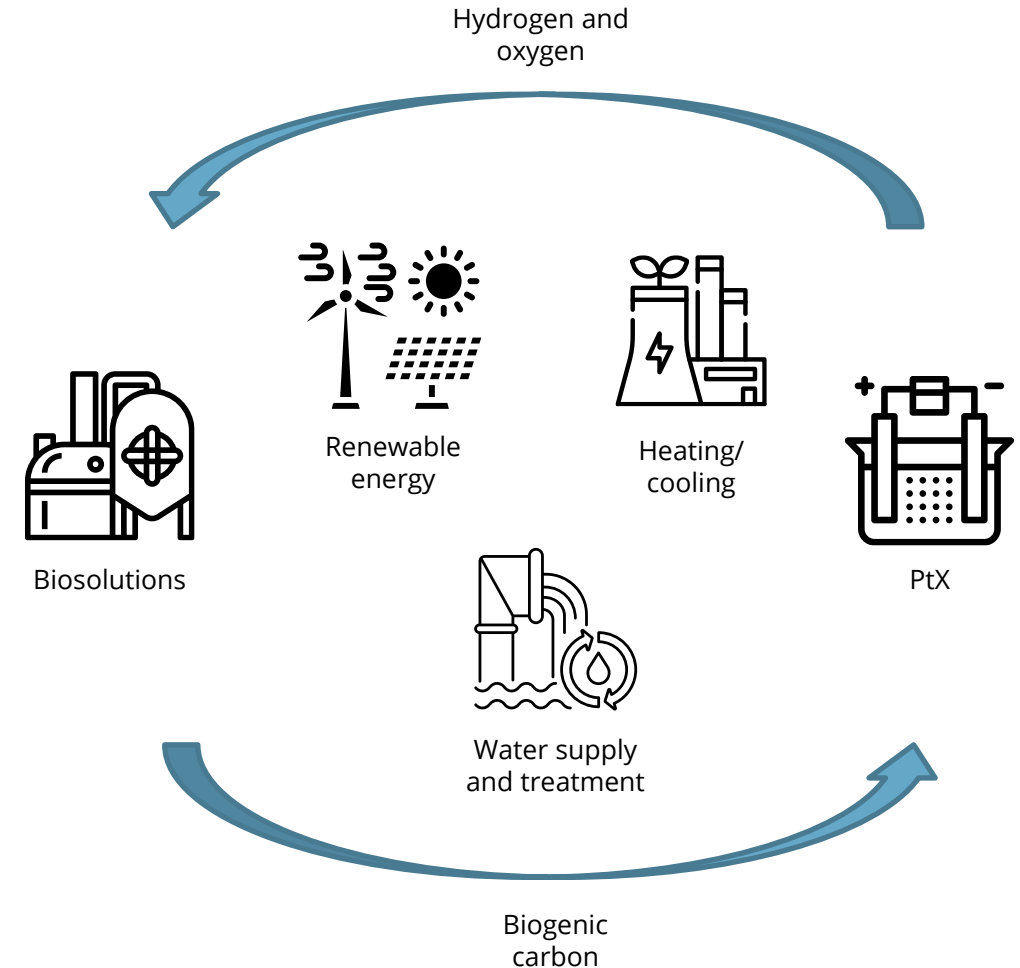 Hydrogen and
oxygen
Renewable
energy
Heating/
cooling
Biosolutions
PtX
Water supply
and treatment
Biogenic
carbon